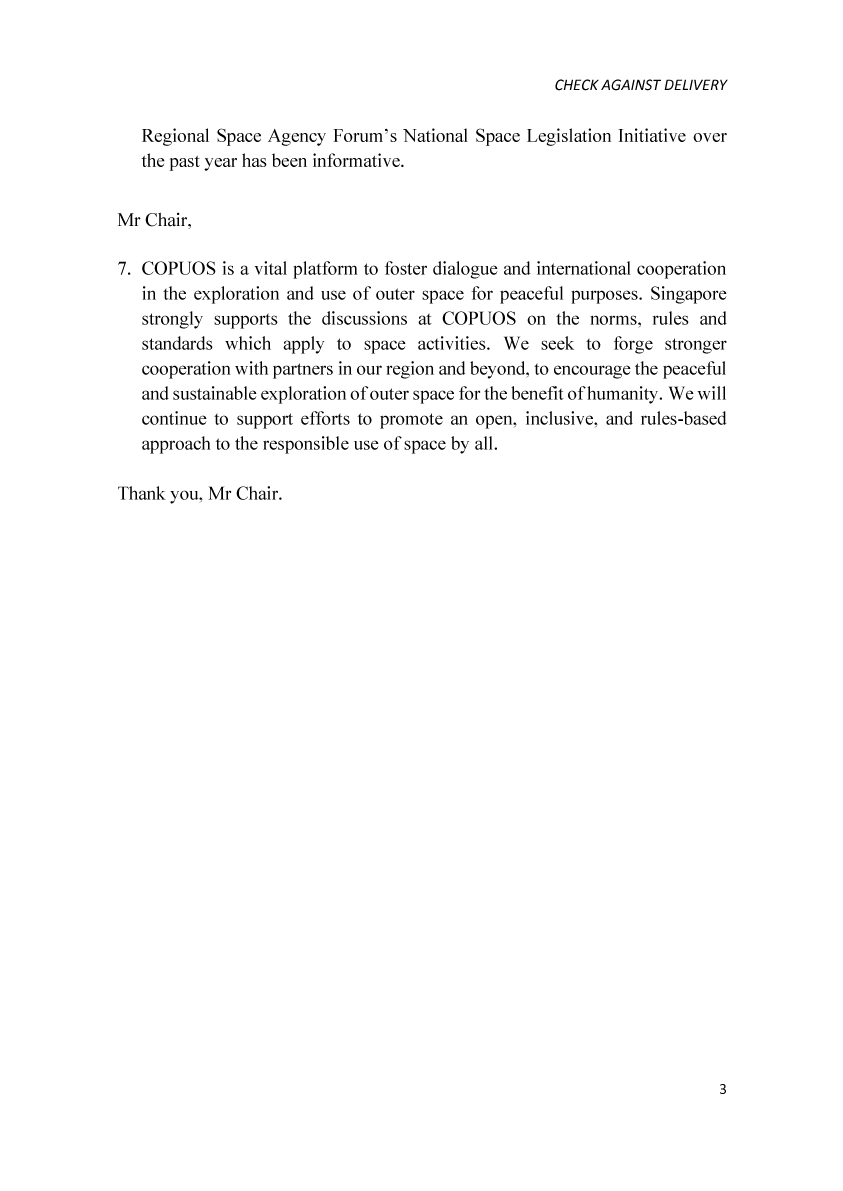 CHECK AGAINST DELIVERY
Regional Space Agency Forum’s National Space Legislation Initiative over
the past year has been informative.
Mr Chair,
7. COPUOS is a vital platform to foster dialogue and international cooperation
in the exploration and use of outer space for peaceful purposes. Singapore
strongly supports the discussions at COPUOS on the norms, rules and
standards which apply to space activities. We seek to forge stronger
cooperation with partners in our region and beyond, to encourage the peaceful
and sustainable exploration of outer space for the benefit of humanity. We will
continue to support efforts to promote an open, inclusive, and rules-based
approach to the responsible use of space by all.
Thank you, Mr Chair.
3